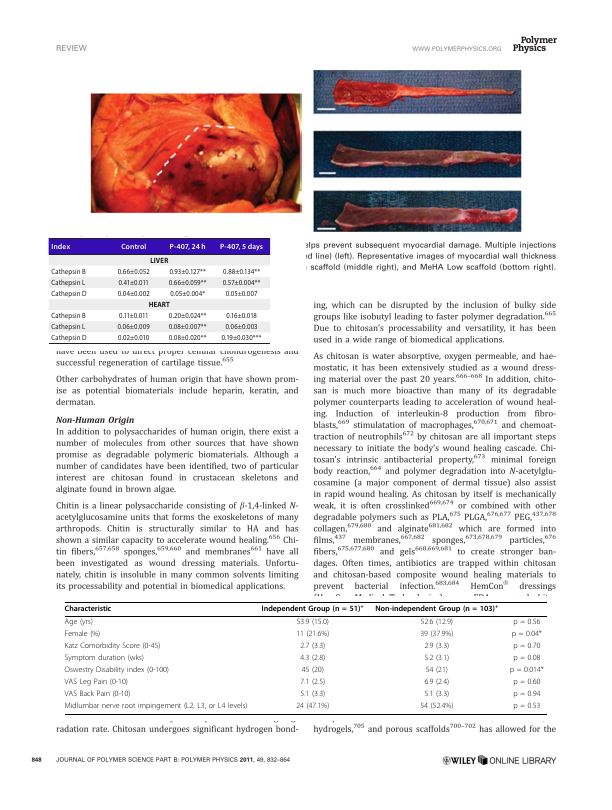 REVIEW
WWW.POLYMERPHYSICS.ORG
Polymer
Physics
elps prevent subsequent myocardial damage. Multiple injections
line) (left). Representative images of myocardial wall thickness
scaffold (middle right), and MeHA Low scaffold (bottom right).
Index Control P-407, 24 h P-407, 5 days
LIVER
Cathepsin B 0.66±0.052 0.93±0.127** 0.88±0.134**
Cathepsin L 0.41±0.011 0.66±0.059** 0.57±0.004**
Cathepsin D 0.04±0.002 0.05±0.004* 0.05±0.007
HEART
Cathepsin B 0.11±0.011 0.20±0.024** 0.16±0.018
Cathepsin L 0.06±0.009 0.08±0.007** 0.06±0.003
Cathepsin D 0.02±0.010 0.08±0.020** 0.19±0.030***
have been used to direct proper cellular chondrogenesis and
successful regeneration of cartilage tissue.655
Other carbohydrates of human origin that have shown prom-
ise as potential biomaterials include heparin, keratin, and
dermatan.
Non-Human Origin
In addition to polysaccharides of human origin, there exist a
number of molecules from other sources that have shown
promise as degradable polymeric biomaterials. Although a
number of candidates have been identified, two of particular
interest are chitosan found in crustacean skeletons and
alginate found in brown algae.
Chitin is a linear polysaccharide consisting of β-1,4-linked N-
acetylglucosamine units that forms the exoskeletons of many
arthropods. Chitin is structurally similar to HA and has
shown a similar capacity to accelerate wound healing.656 Chi-
tin fibers,657,658 sponges,659,660 and membranes661 have all
been investigated as wound dressing materials. Unfortu-
nately, chitin is insoluble in many common solvents limiting
its processability and potential in biomedical applications.
ing, which can be disrupted by the inclusion of bulky side
groups like isobutyl leading to faster polymer degradation.665
Due to chitosan's processability and versatility, it has been
used in a wide range of biomedical applications.
As chitosan is water absorptive, oxygen permeable, and hae-
mostatic, it has been extensively studied as a wound dress-
ing material over the past 20 years.666–668 In addition, chito-
san is much more bioactive than many of its degradable
polymer counterparts leading to acceleration of wound heal-
ing. Induction of interleukin-8 production from fibro-
blasts,669 stimulatation of macrophages,670,671 and chemoat-
traction of neutrophils672 by chitosan are all important steps
necessary to initiate the body's wound healing cascade. Chi-
tosan's intrinsic antibacterial property,673 minimal foreign
body reaction,664 and polymer degradation into N-acetylglu-
cosamine (a major component of dermal tissue) also assist
in rapid wound healing. As chitosan by itself is mechanically
weak, it is often crosslinked669,674 or combined with other
degradable polymers such as PLA,675 PLGA,676,677 PEG,437,678
collagen,679,680 and alginate681,682 which are formed into
films,437 membranes,667,682 sponges,673,678,679 particles,676
fibers,675,677,680 and gels668,669,681 to create stronger ban-
dages. Often times, antibiotics are trapped within chitosan
and chitosan-based composite wound healing materials to
prevent bacterial infection.683,684 HemCon® dressings
Characteristic Independent Group (n = 51)+ Non-independent Group (n = 103)+
Age (yrs) 53.9 (15.0) 52.6 (12.9) p = 0.56
Female (%) 11 (21.6%) 39 (37.9%) p = 0.04*
Katz Comorbidity Score (0-45) 2.7 (3.3) 2.9 (3.3) p = 0.70
Symptom duration (wks) 4.3 (2.8) 5.2 (3.1) p = 0.08
Oswestry Disability index (0-100) 45 (20) 54 (21) p = 0.014*
VAS Leg Pain (0-10) 7.1 (2.5) 6.9 (2.4) p = 0.60
VAS Back Pain (0-10) 5.1 (3.3) 5.1 (3.3) p = 0.94
Midlumbar nerve root impingement (L2, L3, or L4 levels) 24 (47.1%) 54 (52.4%) p = 0.53
radation rate. Chitosan undergoes significant hydrogen bond-
hydrogels,705 and porous scaffolds700–702 has allowed for the
848 JOURNAL OF POLYMER SCIENCE PART B: POLYMER PHYSICS 2011, 49, 832–864
WILEY ONLINE LIBRARY